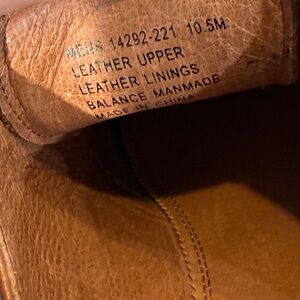 MENS 14292-221 10.5M
LEATHER UPPER
LEATHER LININGS
BALANCE MANMADE
MADE IN CHINA